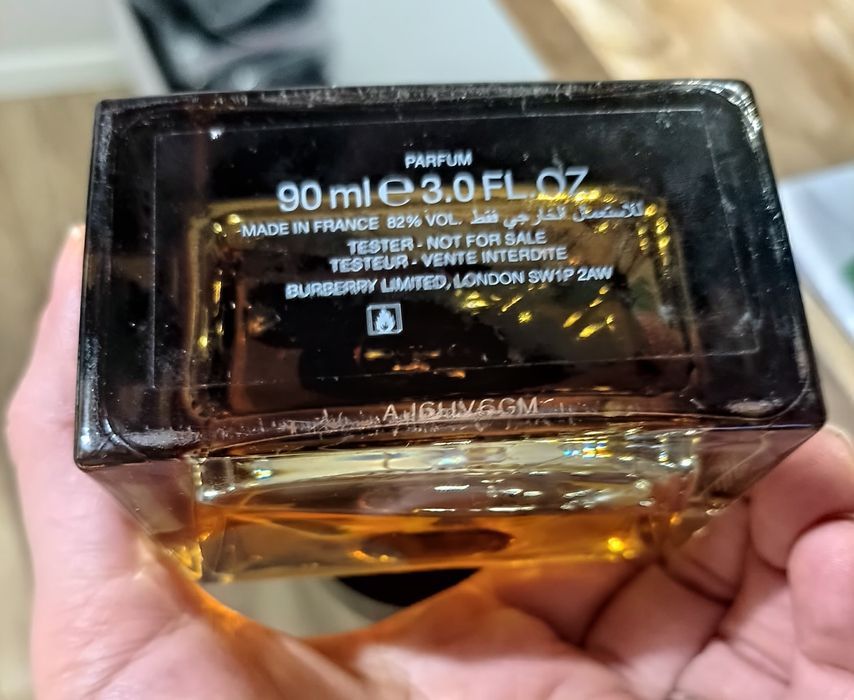 PARFUM
90 ml ℮ 3.0 FL.OZ.
MADE IN FRANCE 82% VOL. للاستعمال الخارجي فقط
TESTER - NOT FOR SALE
TESTEUR - VENTE INTERDITE
BURBERRY LIMITED, LONDON SW1P 2AW